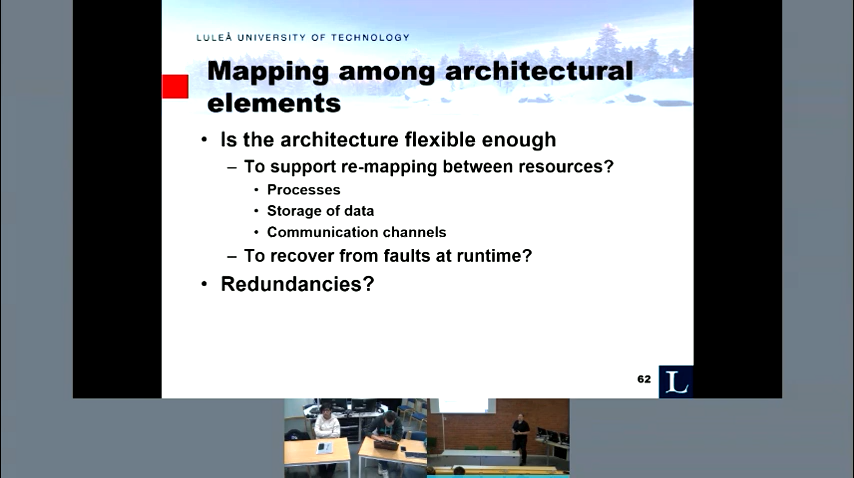 LULEÅ UNIVERSITY OF TECHNOLOGY
Mapping among architectural
elements
• Is the architecture flexible enough
– To support re-mapping between resources?
• Processes
• Storage of data
• Communication channels
– To recover from faults at runtime?
• Redundancies?
62
L